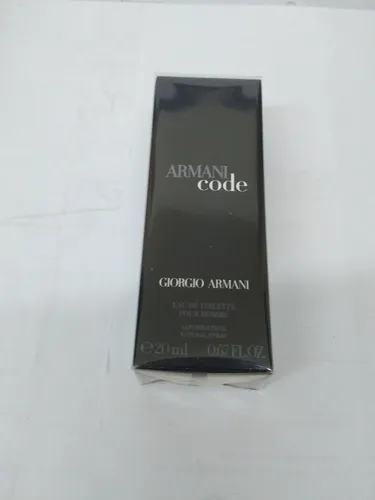 ARMANI
code
GIORGIO ARMANI
EAU DE TOILETTE
POUR HOMME
VAPORISATEUR
NATURAL SPRAY
℮20 ml 0.67 FL.OZ.